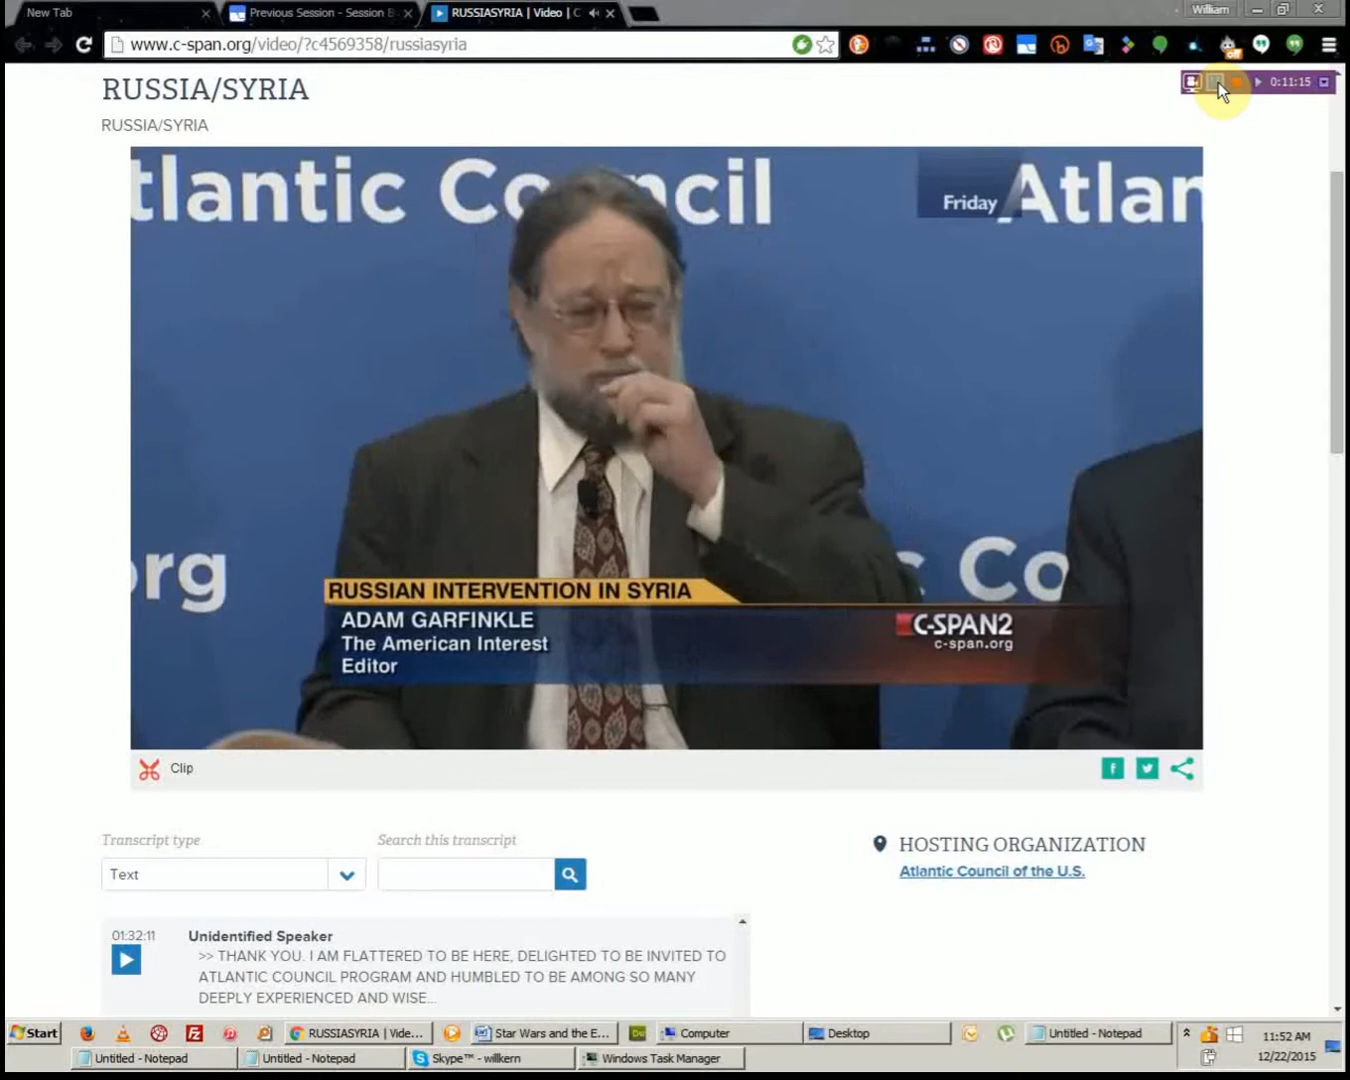 New Tab
Previous Session - Session B
RUSSIASYRIA | Video | C
William
www.c-span.org/video/?c4569358/russiasyria
off
RUSSIA/SYRIA
0:11:15
RUSSIA/SYRIA
tlantic Council
Friday
Atlan
org
c Co
RUSSIAN INTERVENTION IN SYRIA
ADAM GARFINKLE
The American Interest
Editor
C-SPAN2
c-span.org
Clip
Transcript type
Search this transcript
HOSTING ORGANIZATION
Text
Atlantic Council of the U.S.
01:32:11
Unidentified Speaker
>> THANK YOU. I AM FLATTERED TO BE HERE, DELIGHTED TO BE INVITED TO
ATLANTIC COUNCIL PROGRAM AND HUMBLED TO BE AMONG SO MANY
DEEPLY EXPERIENCED AND WISE...
Start
RUSSIASYRIA | Vide...
Star Wars and the E...
Computer
Desktop
Untitled - Notepad
11:52 AM
Untitled - Notepad
Untitled - Notepad
Skype™ - willkern
Windows Task Manager
12/22/2015